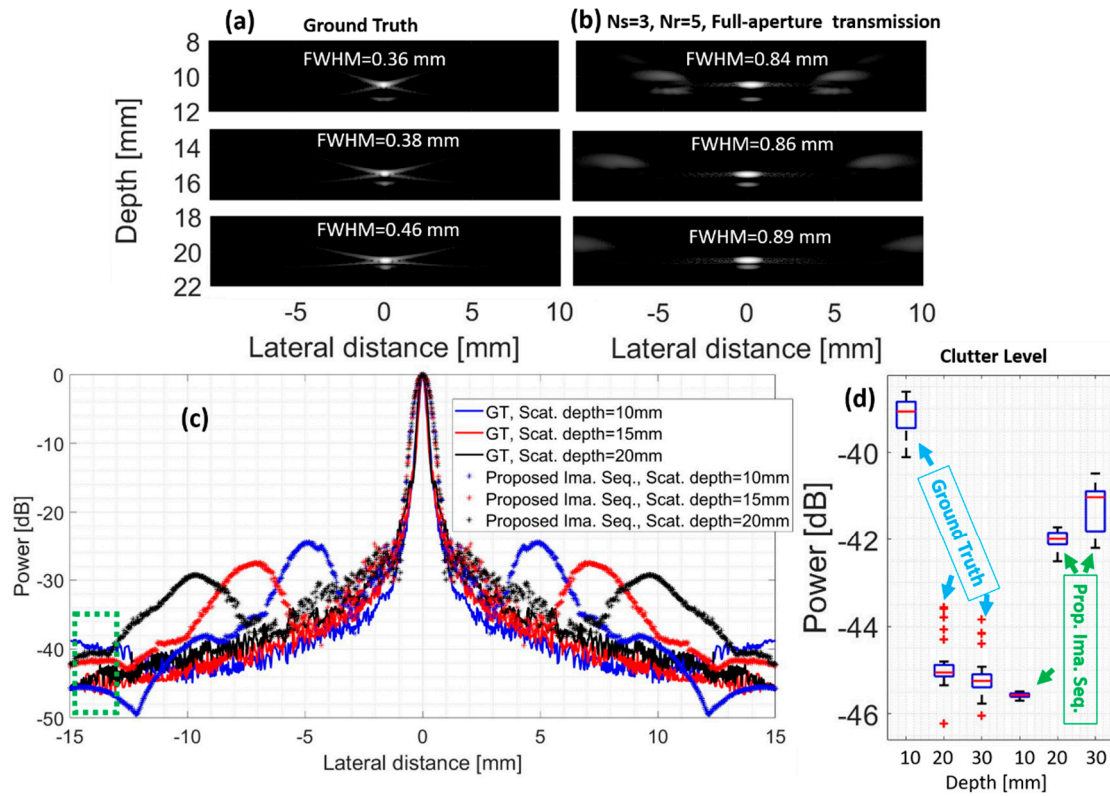 (a) Ground Truth
(b) Ns=3, Nr=5, Full-aperture transmission
8
10
12
FWHM=0.36 mm
FWHM=0.84 mm
14
16
FWHM=0.38 mm
FWHM=0.86 mm
18
20
22
FWHM=0.46 mm
FWHM=0.89 mm
Depth [mm]
-5 0 5 10
-5 0 5 10
Lateral distance [mm]
Lateral distance [mm]
(c)
0
-10
-20
-30
-40
-50
Power [dB]
GT, Scat. depth=10mm
GT, Scat. depth=15mm
GT, Scat. depth=20mm
Proposed Ima. Seq., Scat. depth=10mm
Proposed Ima. Seq., Scat. depth=15mm
Proposed Ima. Seq., Scat. depth=20mm
-15 -10 -5 0 5 10 15
Lateral distance [mm]
Clutter Level
(d)
-40
-42
-44
-46
Power [dB]
Ground Truth
Prop. Ima. Seq.
10 20 30 10 20 30
Depth [mm]